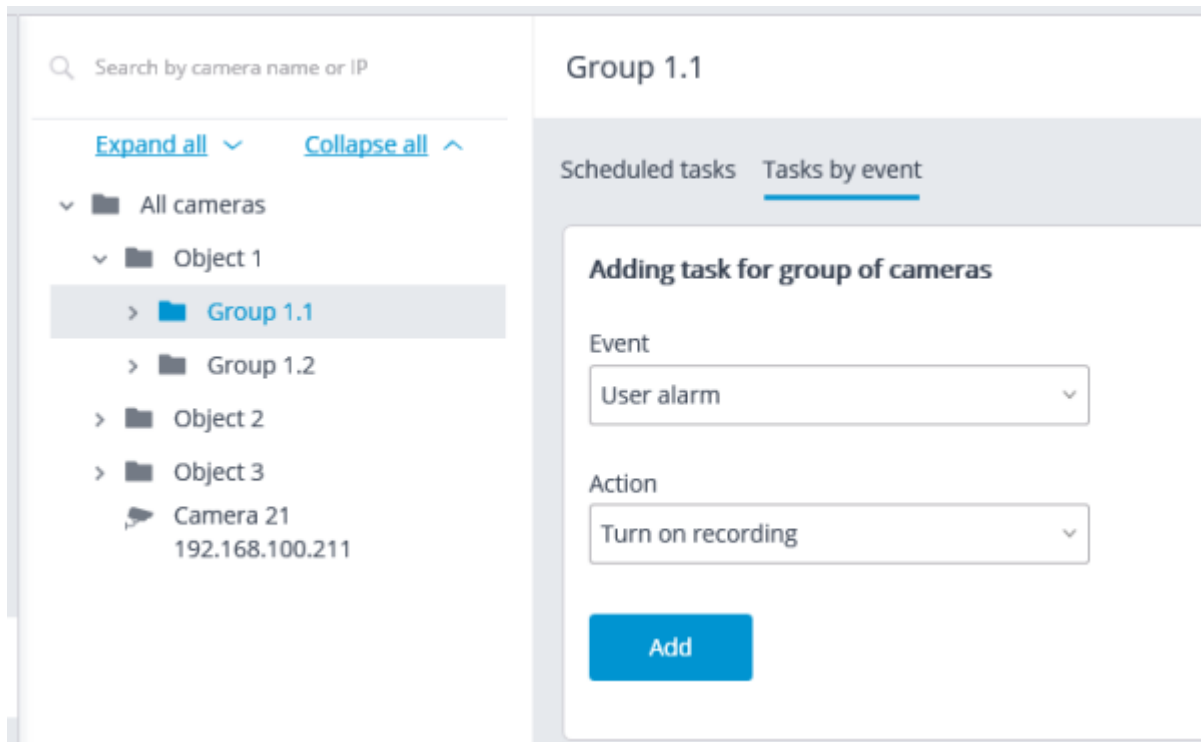 Search by camera name or IP
Expand all Collapse all
All cameras
Object 1
Group 1.1
Group 1.2
Object 2
Object 3
Camera 21
192.168.100.211
Group 1.1
Scheduled tasks Tasks by event
Adding task for group of cameras
Event
User alarm
Action
Turn on recording
Add